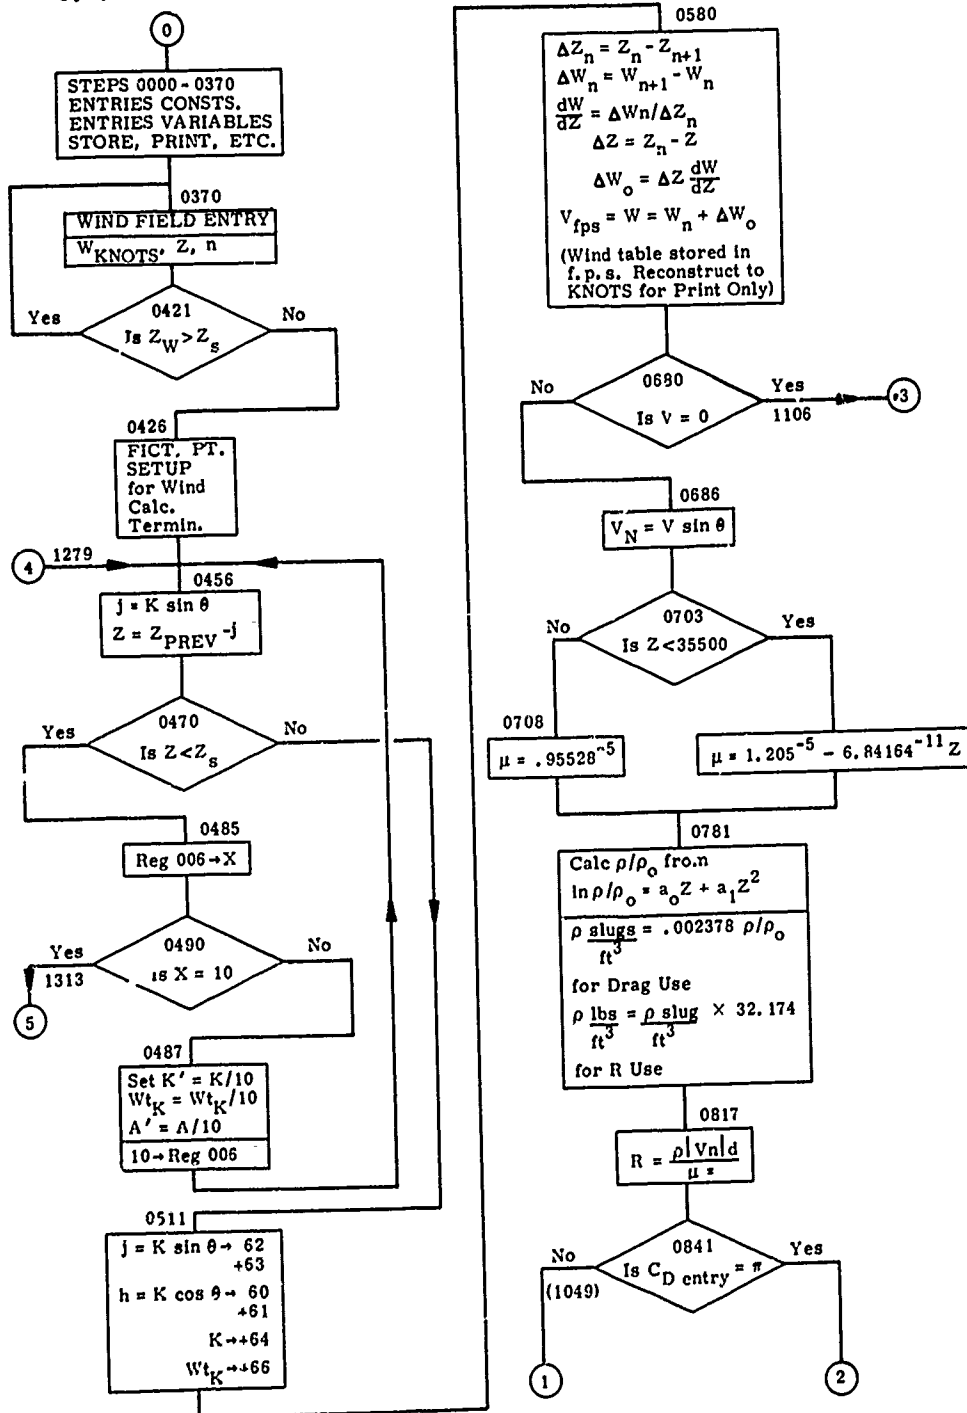 0
STEPS 0000-0370
ENTRIES CONSTS.
ENTRIES VARIABLES
STORE, PRINT, ETC.
0370
WIND FIELD ENTRY
W_KNOTS, Z, n
Yes
0421
Is Z_W > Z_s
No
0426
FICT. PT.
SETUP
for Wind
Calc.
Termin.
4
1279
0456
j = K sin θ
Z = Z_PREV -j
Yes
0470
Is Z < Z_s
No
0485
Reg 006→X
Yes
1313
0490
is X = 10
No
5
0487
Set K' = K/10
Wt_K = Wt_K/10
A' = A/10
10→Reg 006
0511
j = K sin θ→ 62
+63
h = K cos θ→ 60
+61
K→+64
Wt_K→+66
0580
ΔZ_n = Z_n - Z_n+1
ΔW_n = W_n+1 - W_n
dW/dZ = ΔWn/ΔZ_n
ΔZ = Z_n - Z
ΔW_o = ΔZ dW/dZ
V_fps = W = W_n + ΔW_o
(Wind table stored in
f.p.s. Reconstruct to
KNOTS for Print Only)
No
0680
Is V = 0
Yes
1106
3
0686
V_N = V sin θ
No
0703
Is Z<35500
Yes
0708
μ = .95528^-5
μ = 1.205^-5 - 6.84164^-11 Z
0781
Calc ρ/ρ_o fro.n
ln ρ/ρ_o = a_o Z + a_1 Z^2
ρ slugs/ft^3 = .002378 ρ/ρ_o
for Drag Use
ρ lbs/ft^3 = ρ slug/ft^3 × 32.174
for R Use
0817
R = ρ|Vn|d/μ =
No
(1049)
0841
Is C_D entry = π
Yes
1
2